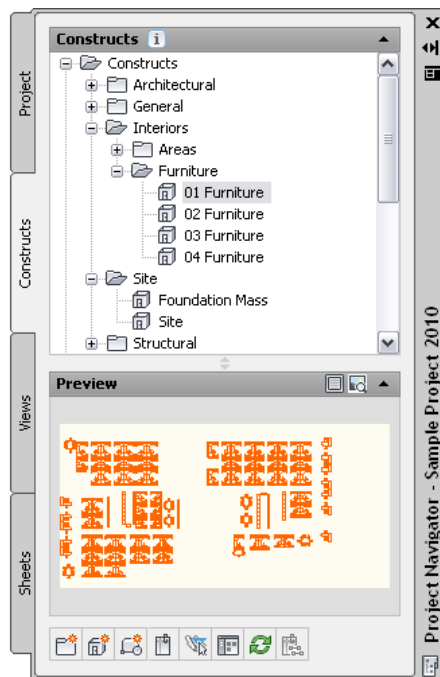 Constructs
Constructs
Architectural
General
Interiors
Areas
Furniture
01 Furniture
02 Furniture
03 Furniture
04 Furniture
Site
Foundation Mass
Site
Structural
Preview
Project
Constructs
Views
Sheets
Project Navigator - Sample Project 2010